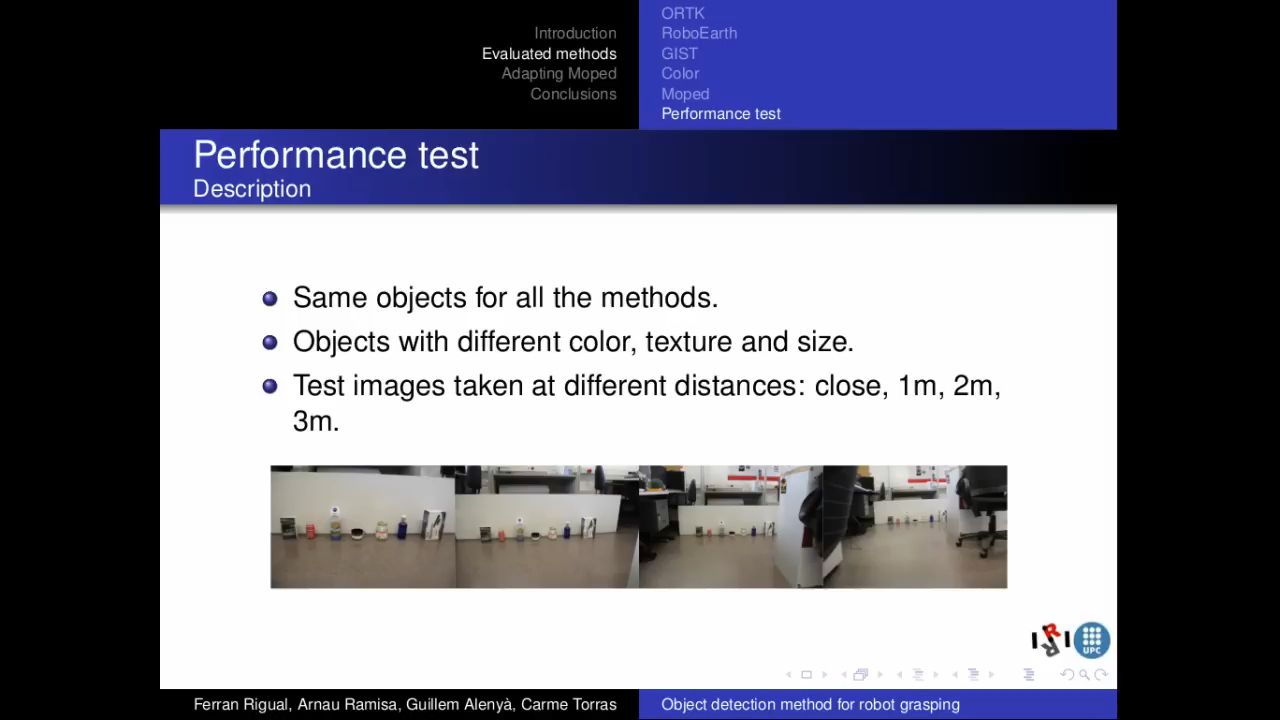 Introduction
Evaluated methods
Adapting Moped
Conclusions
ORTK
RoboEarth
GIST
Color
Moped
Performance test
Performance test
Description
Same objects for all the methods.
Objects with different color, texture and size.
Test images taken at different distances: close, 1m, 2m,
3m.
IRI
UPC
Ferran Rigual, Arnau Ramisa, Guillem Alenyà, Carme Torras
Object detection method for robot grasping